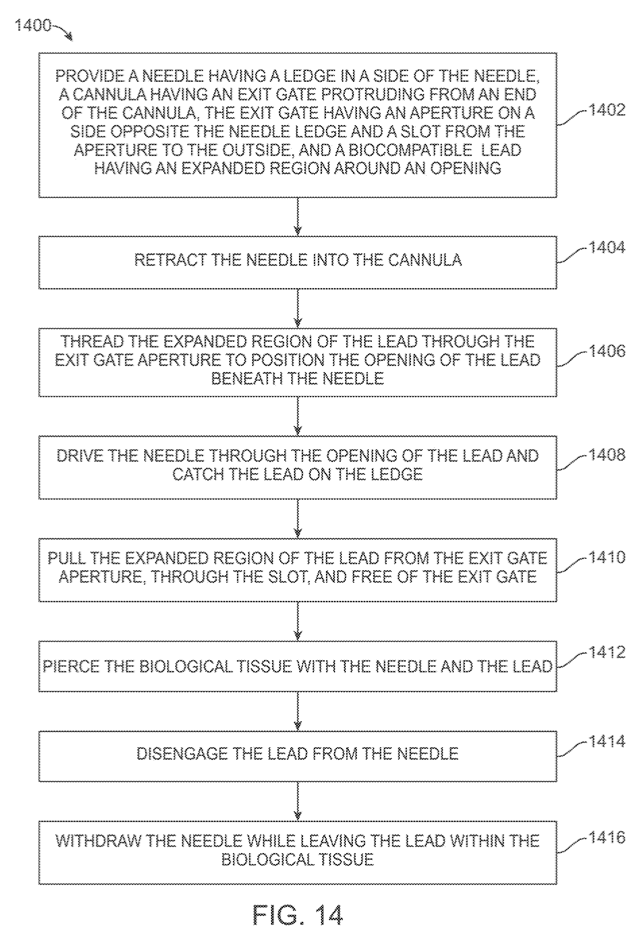 1400
PROVIDE A NEEDLE HAVING A LEDGE IN A SIDE OF THE NEEDLE,
A CANNULA HAVING AN EXIT GATE PROTRUDING FROM AN END
OF THE CANNULA, THE EXIT GATE HAVING AN APERTURE ON A
SIDE OPPOSITE THE NEEDLE LEDGE AND A SLOT FROM THE
APERTURE TO THE OUTSIDE, AND A BIOCOMPATIBLE LEAD
HAVING AN EXPANDED REGION AROUND AN OPENING
1402
RETRACT THE NEEDLE INTO THE CANNULA
1404
THREAD THE EXPANDED REGION OF THE LEAD THROUGH THE
EXIT GATE APERTURE TO POSITION THE OPENING OF THE LEAD
BENEATH THE NEEDLE
1406
DRIVE THE NEEDLE THROUGH THE OPENING OF THE LEAD AND
CATCH THE LEAD ON THE LEDGE
1408
PULL THE EXPANDED REGION OF THE LEAD FROM THE EXIT GATE
APERTURE, THROUGH THE SLOT, AND FREE OF THE EXIT GATE
1410
PIERCE THE BIOLOGICAL TISSUE WITH THE NEEDLE AND THE LEAD
1412
DISENGAGE THE LEAD FROM THE NEEDLE
1414
WITHDRAW THE NEEDLE WHILE LEAVING THE LEAD WITHIN THE
BIOLOGICAL TISSUE
1416
FIG. 14